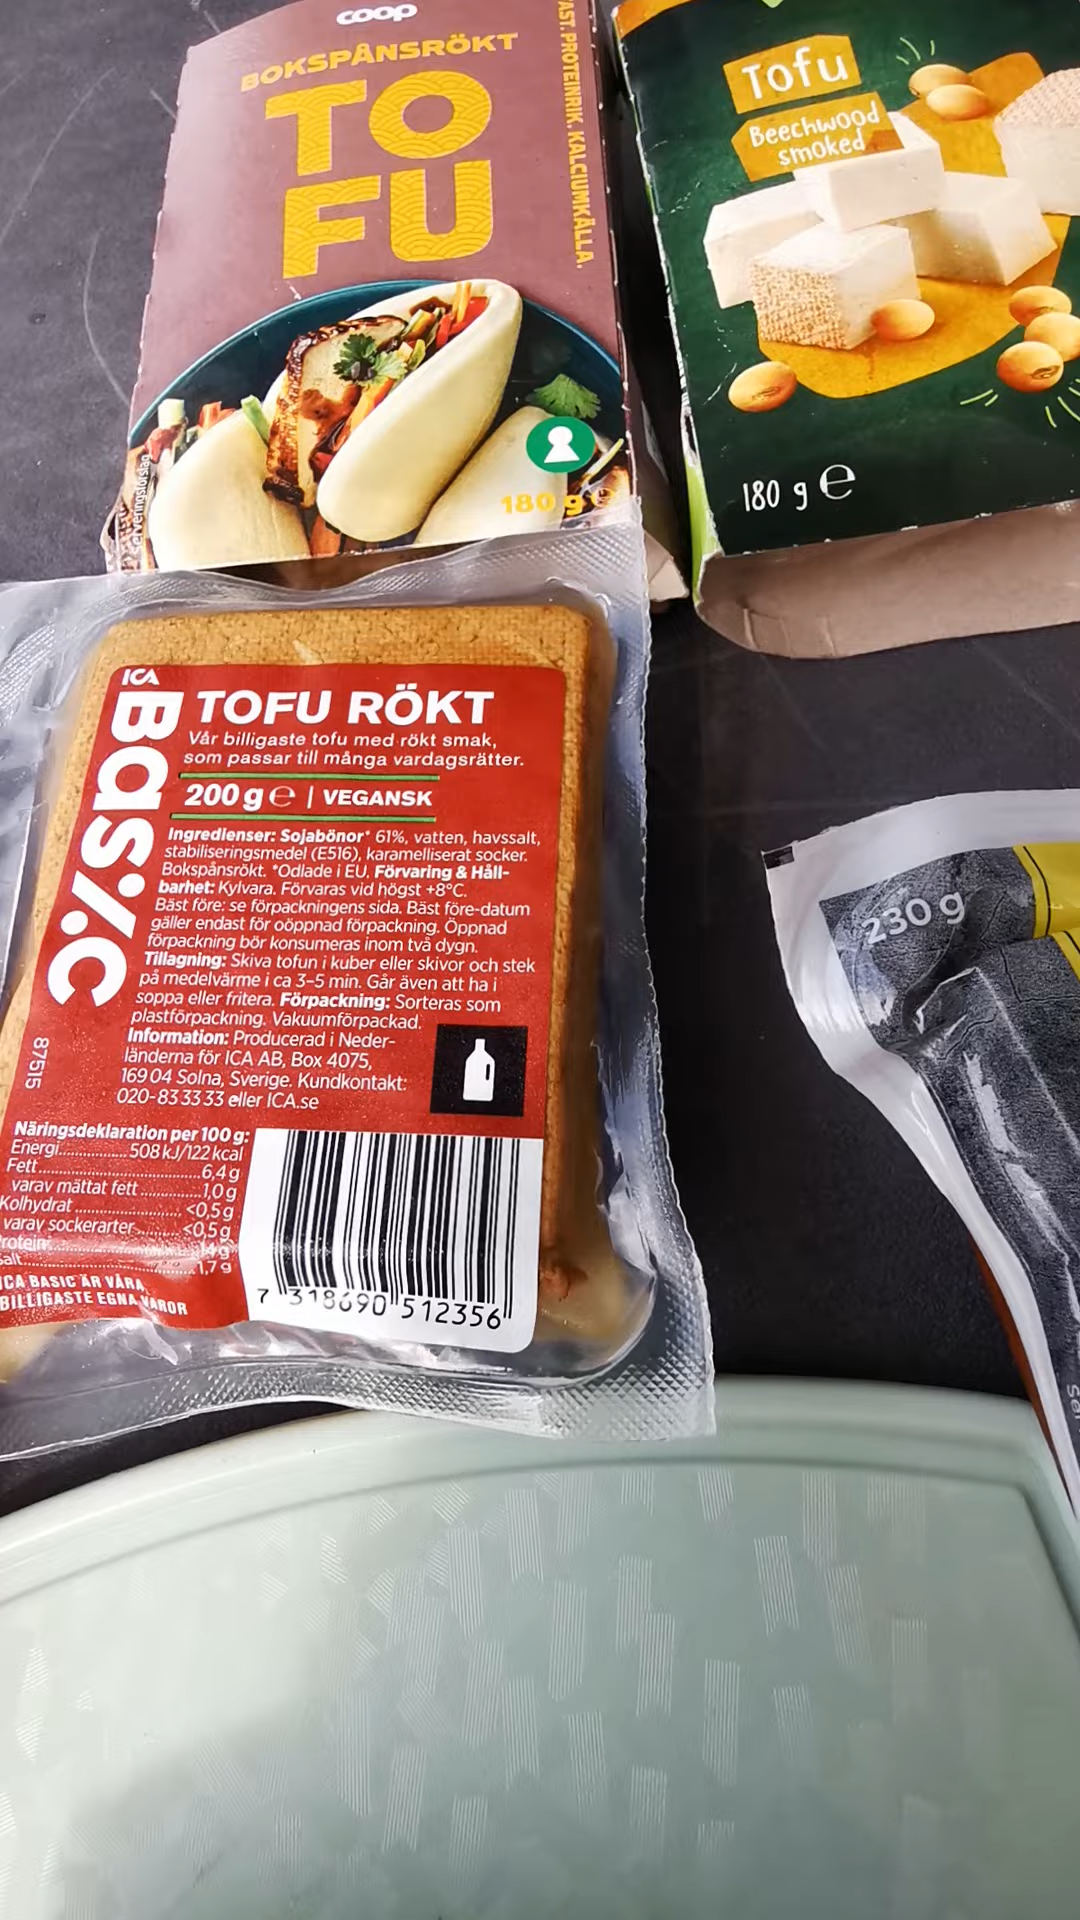 coop
BOKSPÅNSRÖKT
TO
FU
AST. PROTEINRIK. KALCIUMKÄLLA.
Serveringsförslag
180 g e
Tofu
Beechwood
smoked
180 g e
ICA
Bas%C
TOFU RÖKT
Vår billigaste tofu med rökt smak,
som passar till många vardagsrätter.
200 g e | VEGANSK
Ingredienser: Sojabönor* 61%, vatten, havssalt,
stabiliseringsmedel (E516), karamelliserat socker.
Bokspånsrökt. *Odlade i EU. Förvaring & Håll-
barhet: Kylvara. Förvaras vid högst +8°C.
Bäst före: se förpackningens sida. Bäst före-datum
gäller endast för oöppnad förpackning. Öppnad
förpackning bör konsumeras inom två dygn.
Tillagning: Skiva tofun i kuber eller skivor och stek
på medelvärme i ca 3-5 min. Går även att ha i
soppa eller fritera. Förpackning: Sorteras som
plastförpackning. Vakuumförpackad.
Information: Producerad i Neder-
länderna för ICA AB, Box 4075,
169 04 Solna, Sverige. Kundkontakt:
020-83 33 33 eller ICA.se
87515
Näringsdeklaration per 100 g:
Energi............... 508 kJ/122 kcal
Fett.............................6,4 g
varav mättat fett ...........1,0 g
Kolhydrat .................... <0,5 g
varav sockerarter......... <0,5 g
rotein
alt.............................1,7 g
ICA BASIC ÄR VÅRA
BILLIGASTE EGNA VAROR
7 318690 512356
230 g